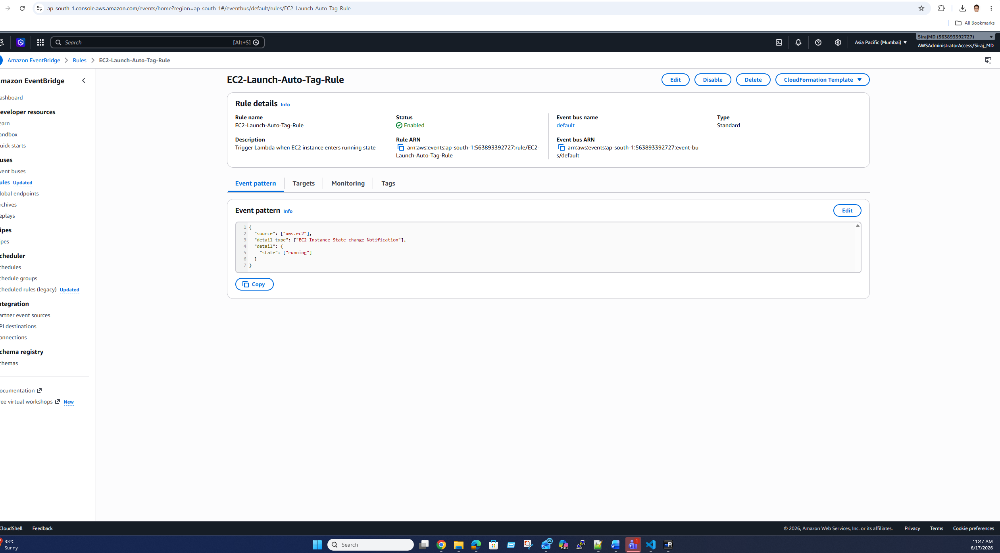 ap-south-1.console.aws.amazon.com/events/home?region=ap-south-1#/eventbus/default/rules/EC2-Launch-Auto-Tag-Rule
All Bookmarks
Search
[Alt+S]
Asia Pacific (Mumbai)
SirajMD (563893392727)
AWSAdministratorAccess/Siraj_MD
Amazon EventBridge
Rules
EC2-Launch-Auto-Tag-Rule
mazon EventBridge
ashboard
eveloper resources
earn
andbox
uick starts
uses
vent buses
ules Updated
lobal endpoints
rchives
eplays
ipes
ipes
cheduler
chedules
chedule groups
cheduled rules (legacy) Updated
ntegration
artner event sources
PI destinations
onnections
chema registry
chemas
ocumentation
ree virtual workshops New
EC2-Launch-Auto-Tag-Rule
Edit
Disable
Delete
CloudFormation Template
Rule details Info
Rule name
EC2-Launch-Auto-Tag-Rule
Description
Trigger Lambda when EC2 instance enters running state
Status
Enabled
Rule ARN
arn:aws:events:ap-south-1:563893392727:rule/EC2-
Launch-Auto-Tag-Rule
Event bus name
default
Event bus ARN
arn:aws:events:ap-south-1:563893392727:event-bu
s/default
Type
Standard
Event pattern
Targets
Monitoring
Tags
Event pattern Info
Edit
1 {
2 "source": ["aws.ec2"],
3 "detail-type": ["EC2 Instance State-change Notification"],
4 "detail": {
5 "state": ["running"]
6 }
7 }
Copy
CloudShell
Feedback
© 2026, Amazon Web Services, Inc. or its affiliates.
Privacy
Terms
Cookie preferences
33°C
Sunny
Search
M365
1
11:47 AM
6/17/2026